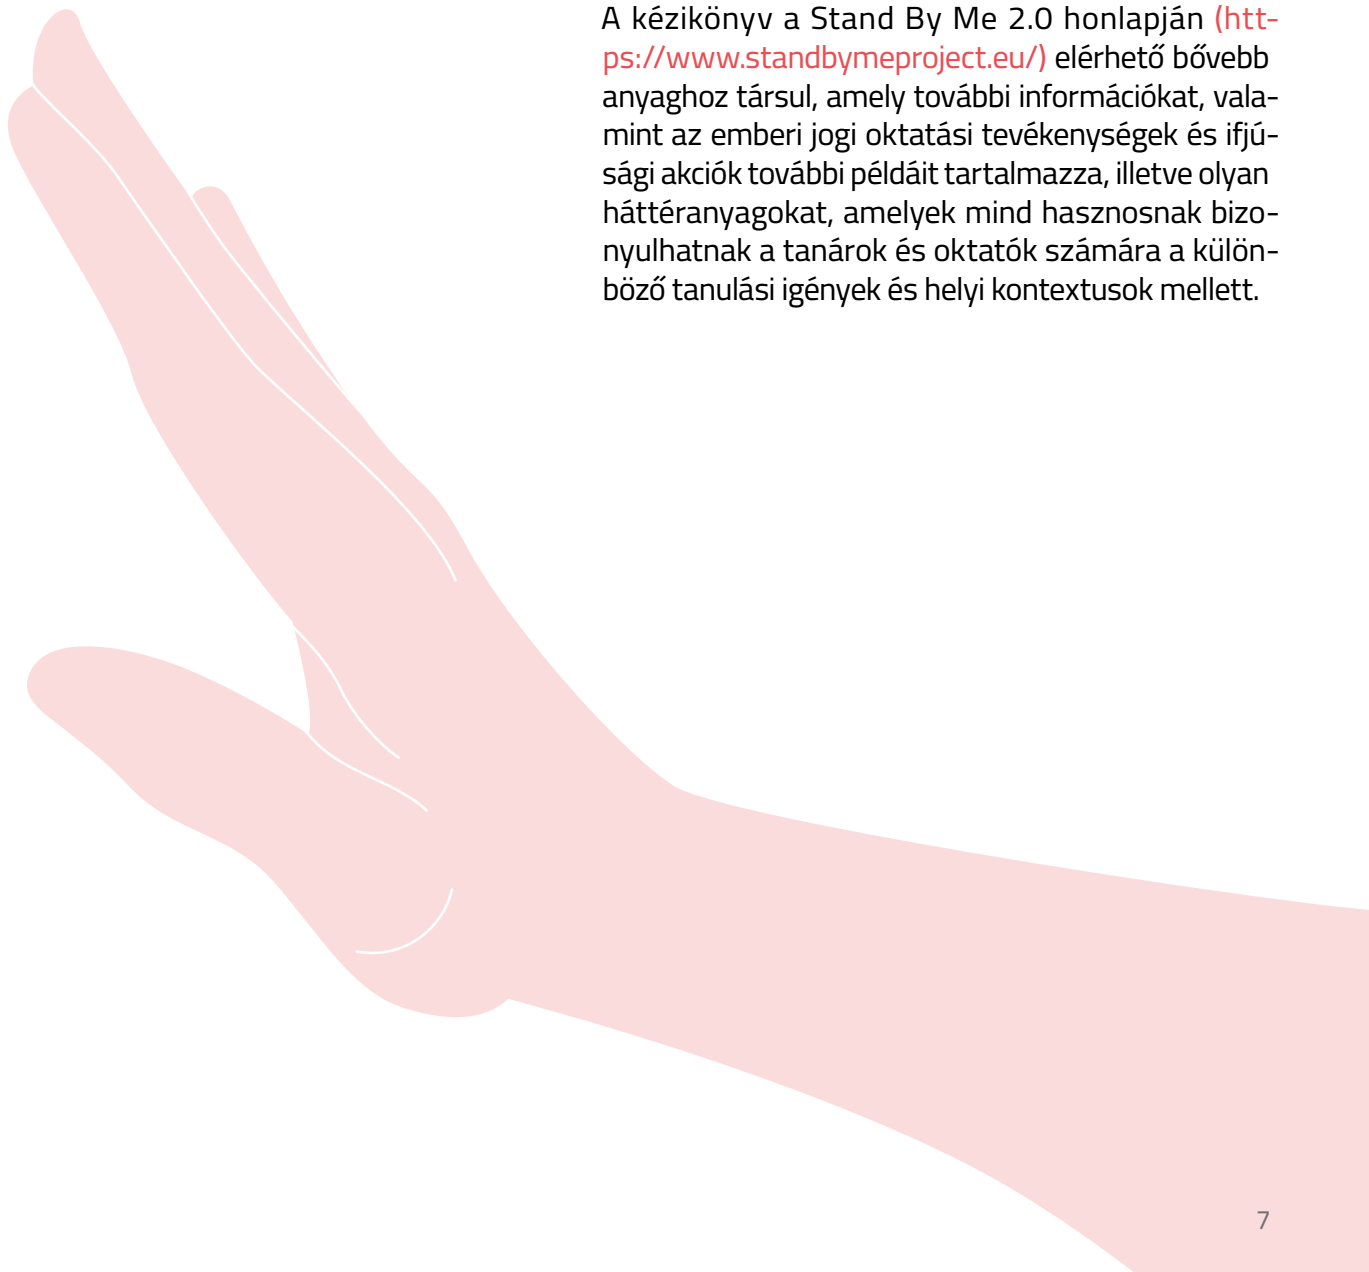 A kézikönyv a Stand By Me 2.0 honlapján (htt-
ps://www.standbymeproject.eu/) elérhető bővebb
anyaghoz társul, amely további információkat, vala-
mint az emberi jogi oktatási tevékenységek és ifjú-
sági akciók további példáit tartalmazza, illetve olyan
háttéranyagokat, amelyek mind hasznosnak bizo-
nyulhatnak a tanárok és oktatók számára a külön-
böző tanulási igények és helyi kontextusok mellett.
7